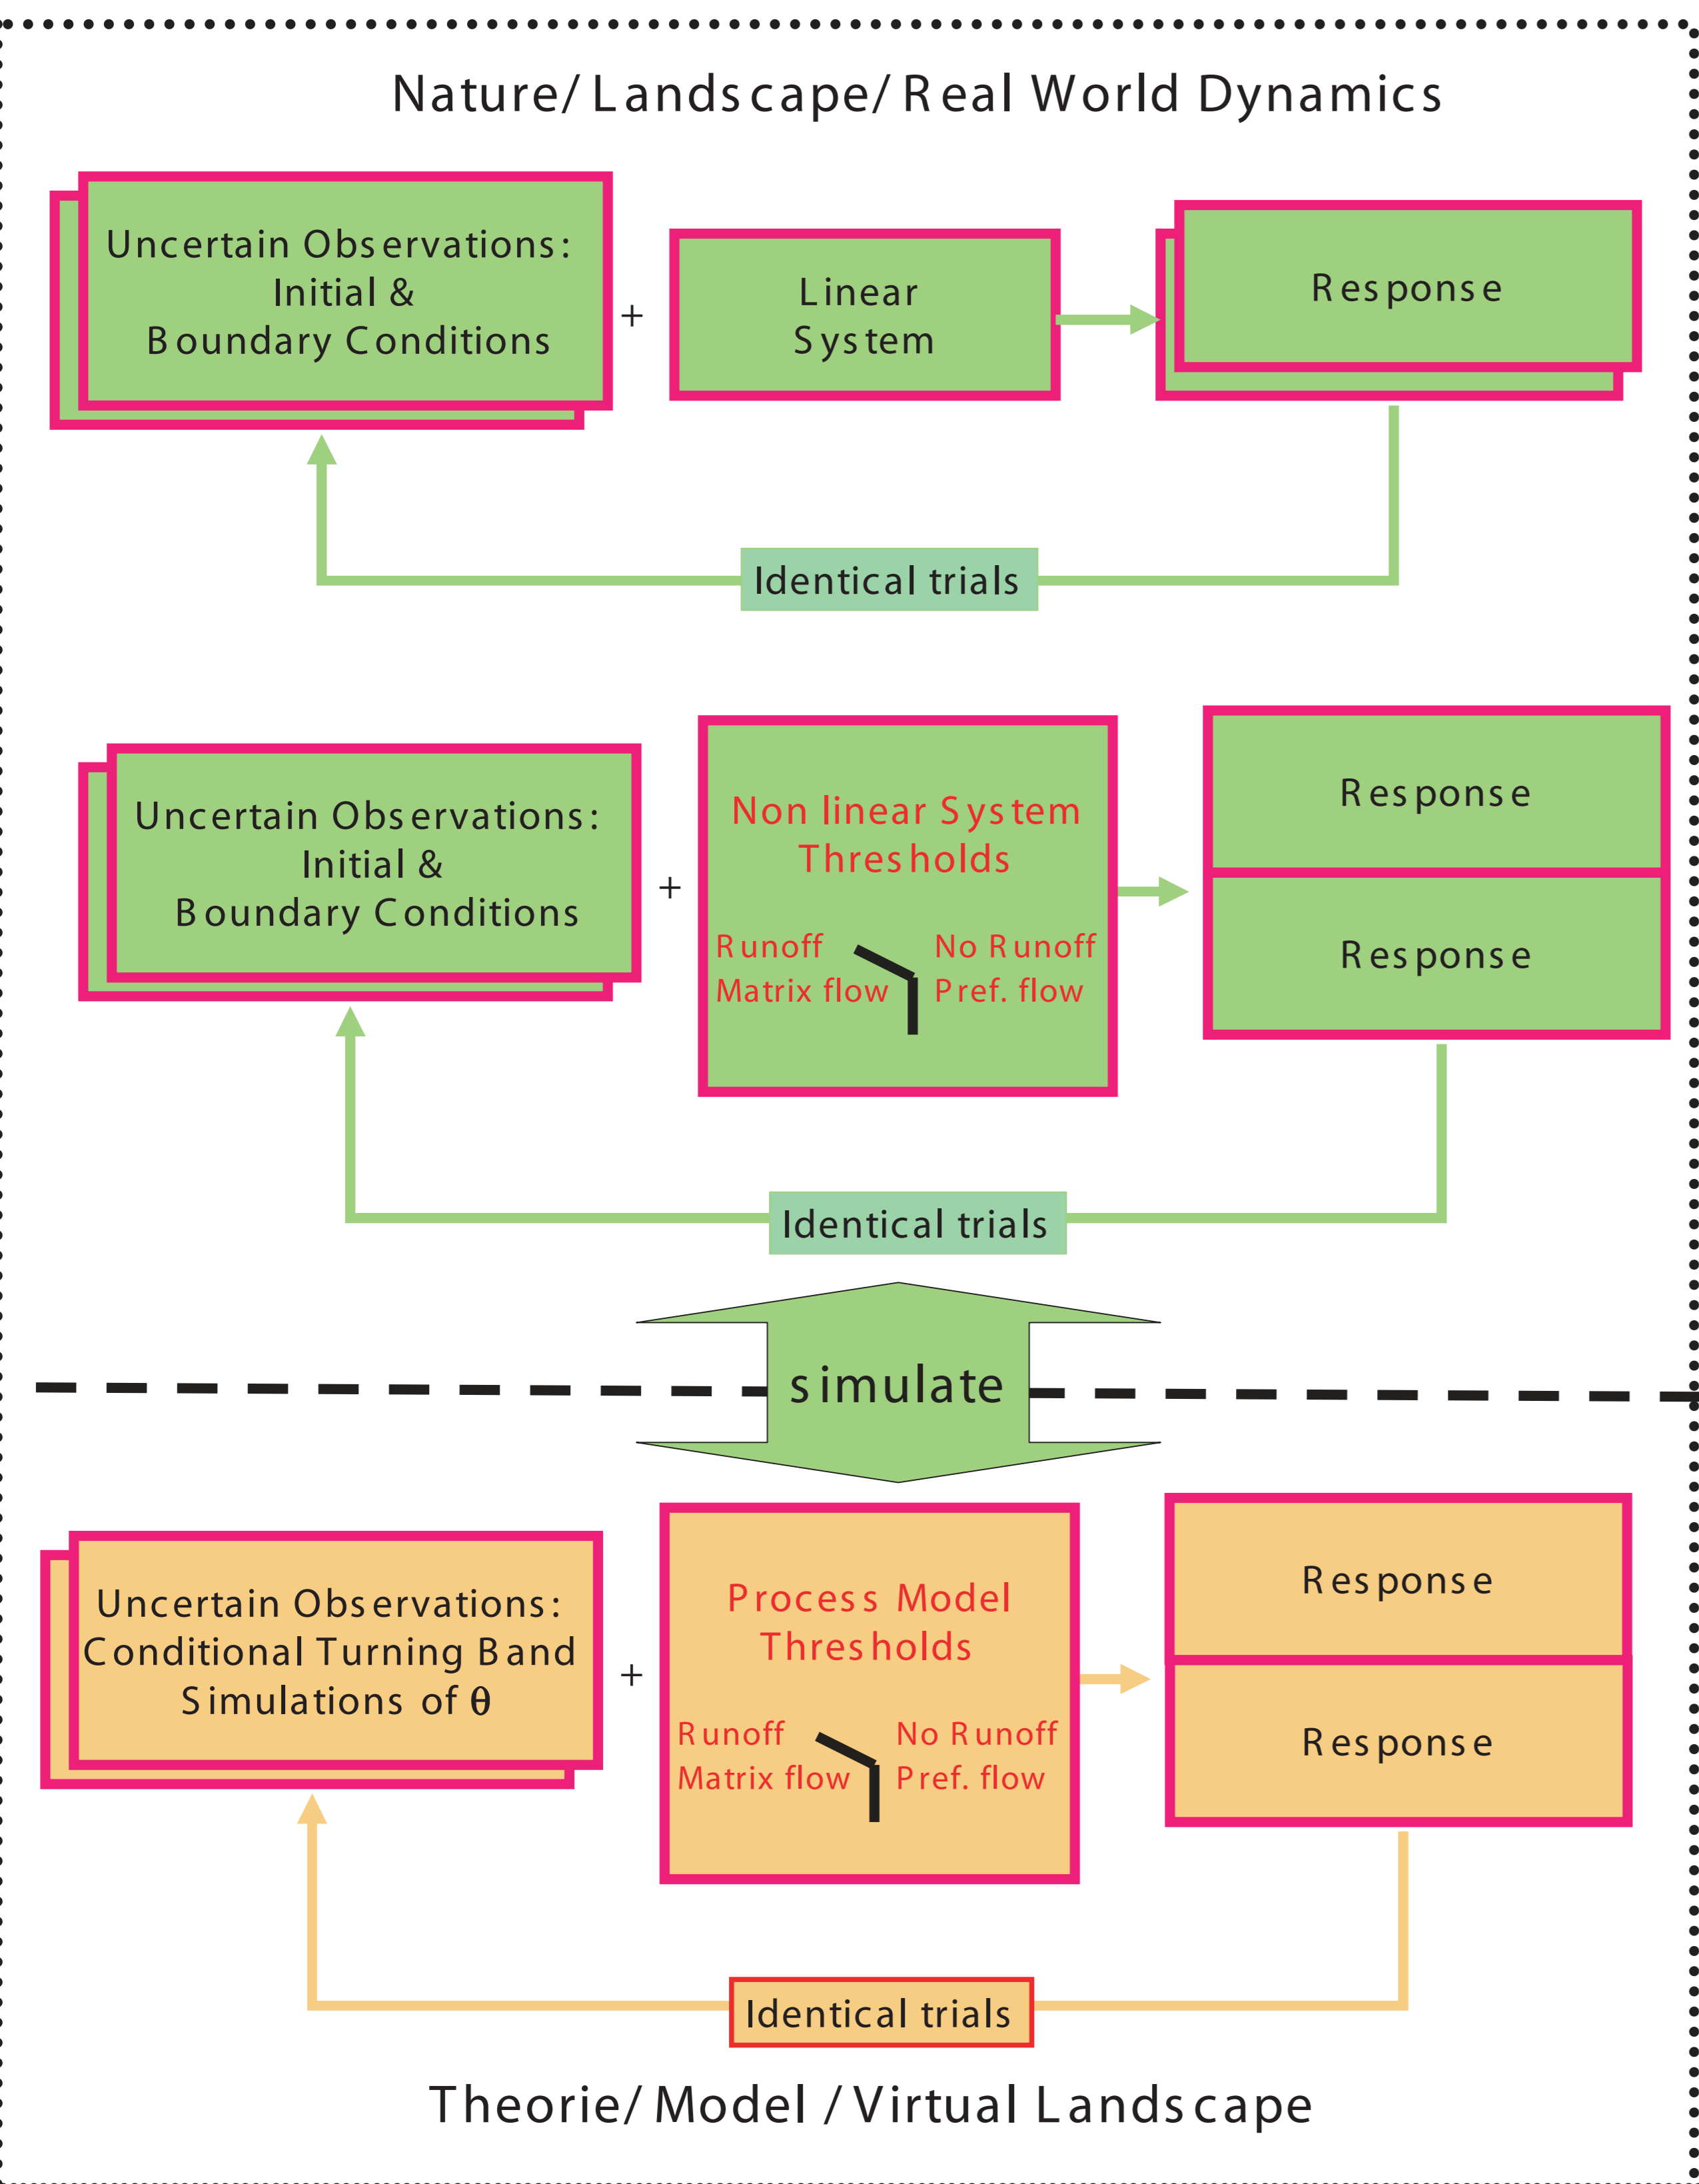 Nature/ Landscape/ Real World Dynamics
Uncertain Observations:
Initial &
Boundary Conditions
+
Linear
System
Response
Identical trials
Uncertain Observations:
Initial &
Boundary Conditions
+
Non linear System
Thresholds
Runoff
No Runoff
Matrix flow
Pref. flow
Response
Response
Identical trials
simulate
Uncertain Observations:
Conditional Turning Band
Simulations of θ
+
Process Model
Thresholds
Runoff
No Runoff
Matrix flow
Pref. flow
Response
Response
Identical trials
Theorie/ Model / Virtual Landscape